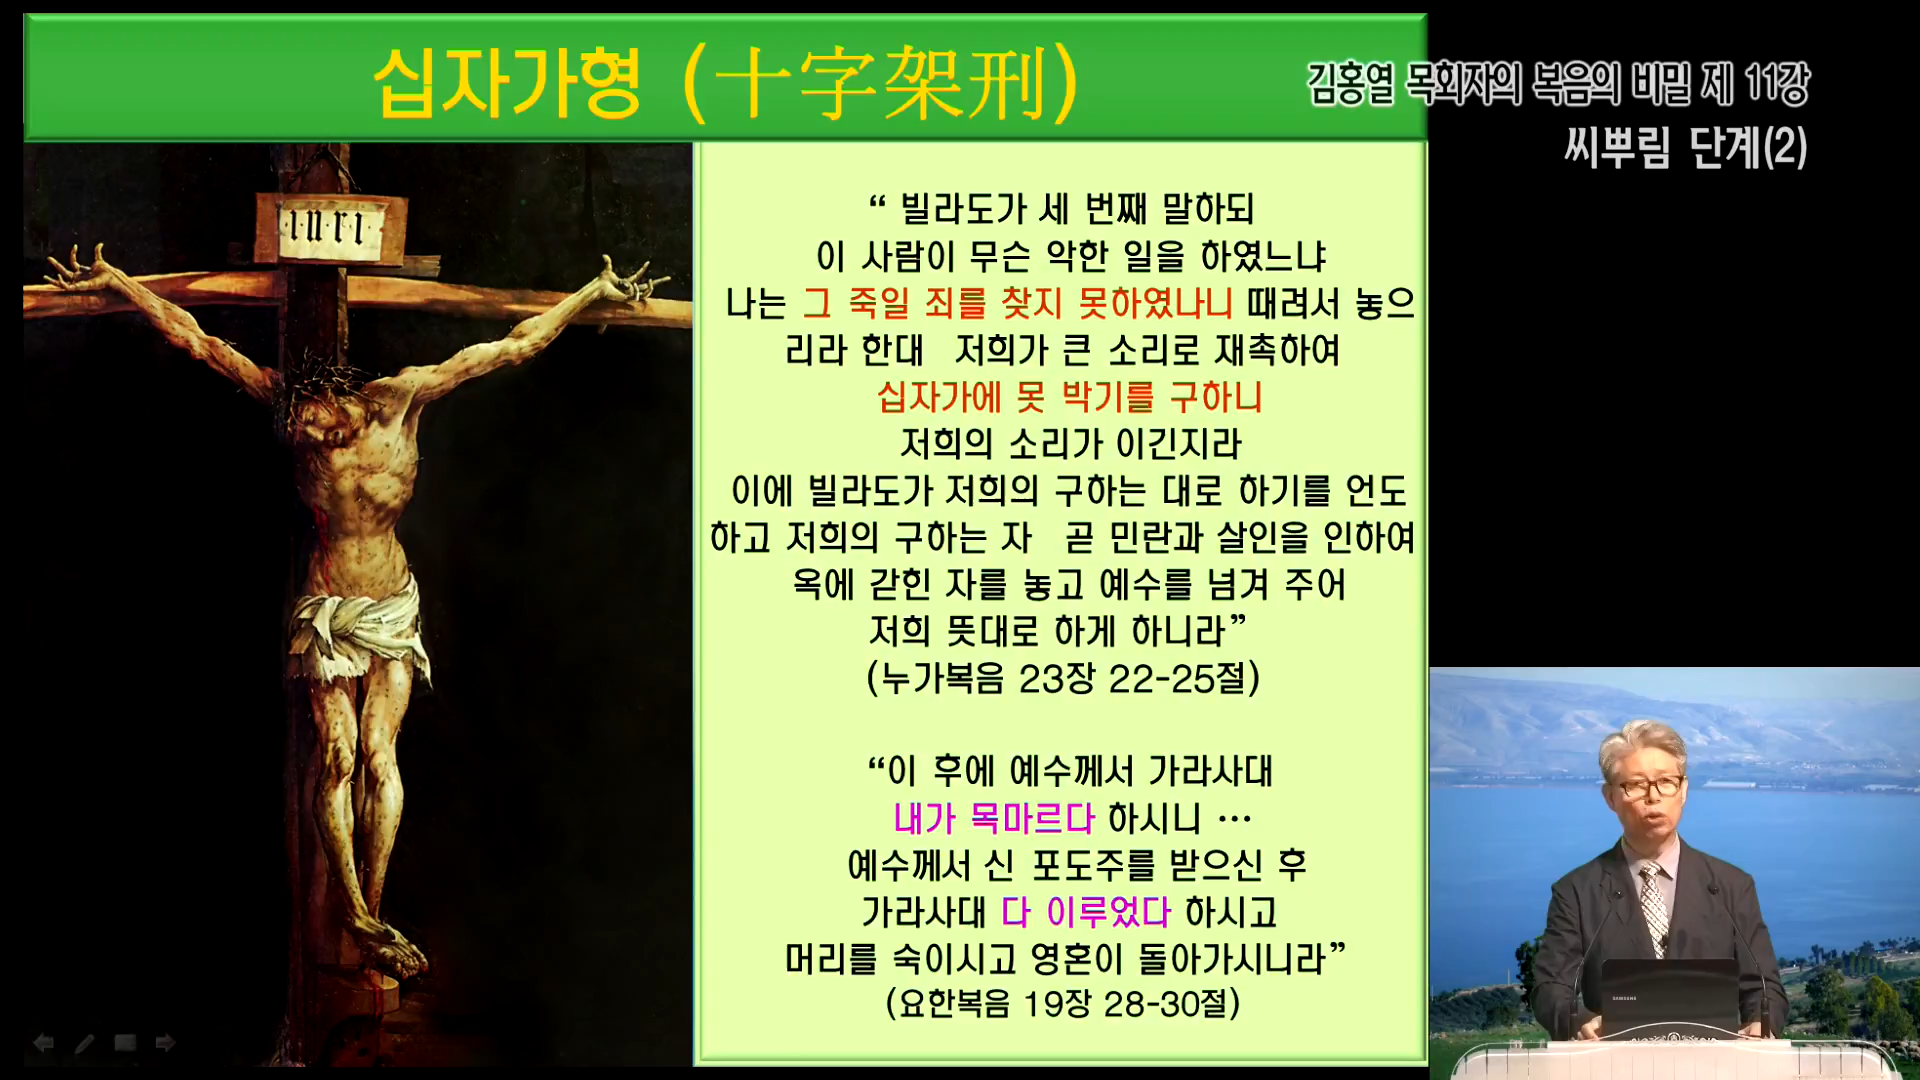 십자가형 (十字架刑)
김홍열 목회자의 복음의 비밀 제 11강
씨뿌림 단계(2)
INRI
“ 빌라도가 세 번째 말하되
이 사람이 무슨 악한 일을 하였느냐
나는 그 죽일 죄를 찾지 못하였나니 때려서 놓으
리라 한대 저희가 큰 소리로 재촉하여
십자가에 못 박기를 구하니
저희의 소리가 이긴지라
이에 빌라도가 저희의 구하는 대로 하기를 언도
하고 저희의 구하는 자 곧 민란과 살인을 인하여
옥에 갇힌 자를 놓고 예수를 넘겨 주어
저희 뜻대로 하게 하니라”
(누가복음 23장 22-25절)
“이 후에 예수께서 가라사대
내가 목마르다 하시니 …
예수께서 신 포도주를 받으신 후
가라사대 다 이루었다 하시고
머리를 숙이시고 영혼이 돌아가시니라”
(요한복음 19장 28-30절)
SAMSUNG